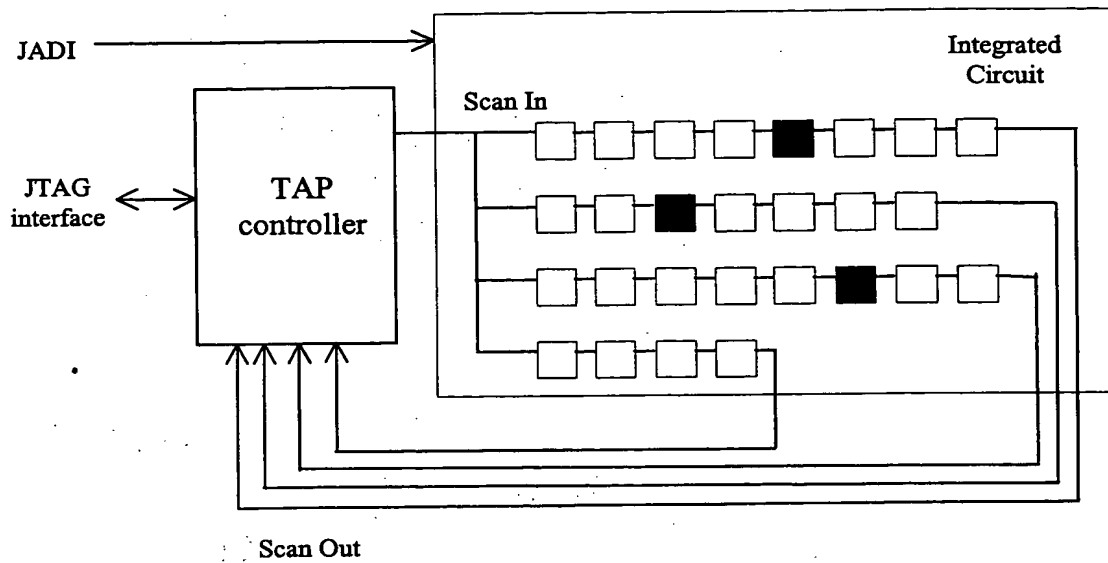 JADI
Integrated
Circuit
Scan In
TAP
controller
JTAG
interface
Scan Out